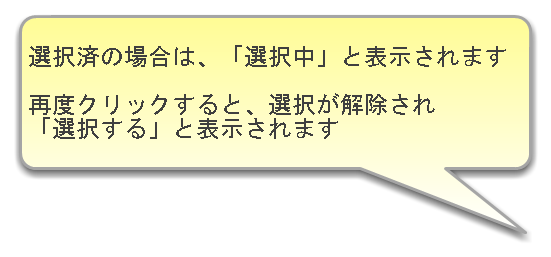 選択済の場合は、「選択中」と表示されます
再度クリックすると、選択が解除され
「選択する」と表示されます